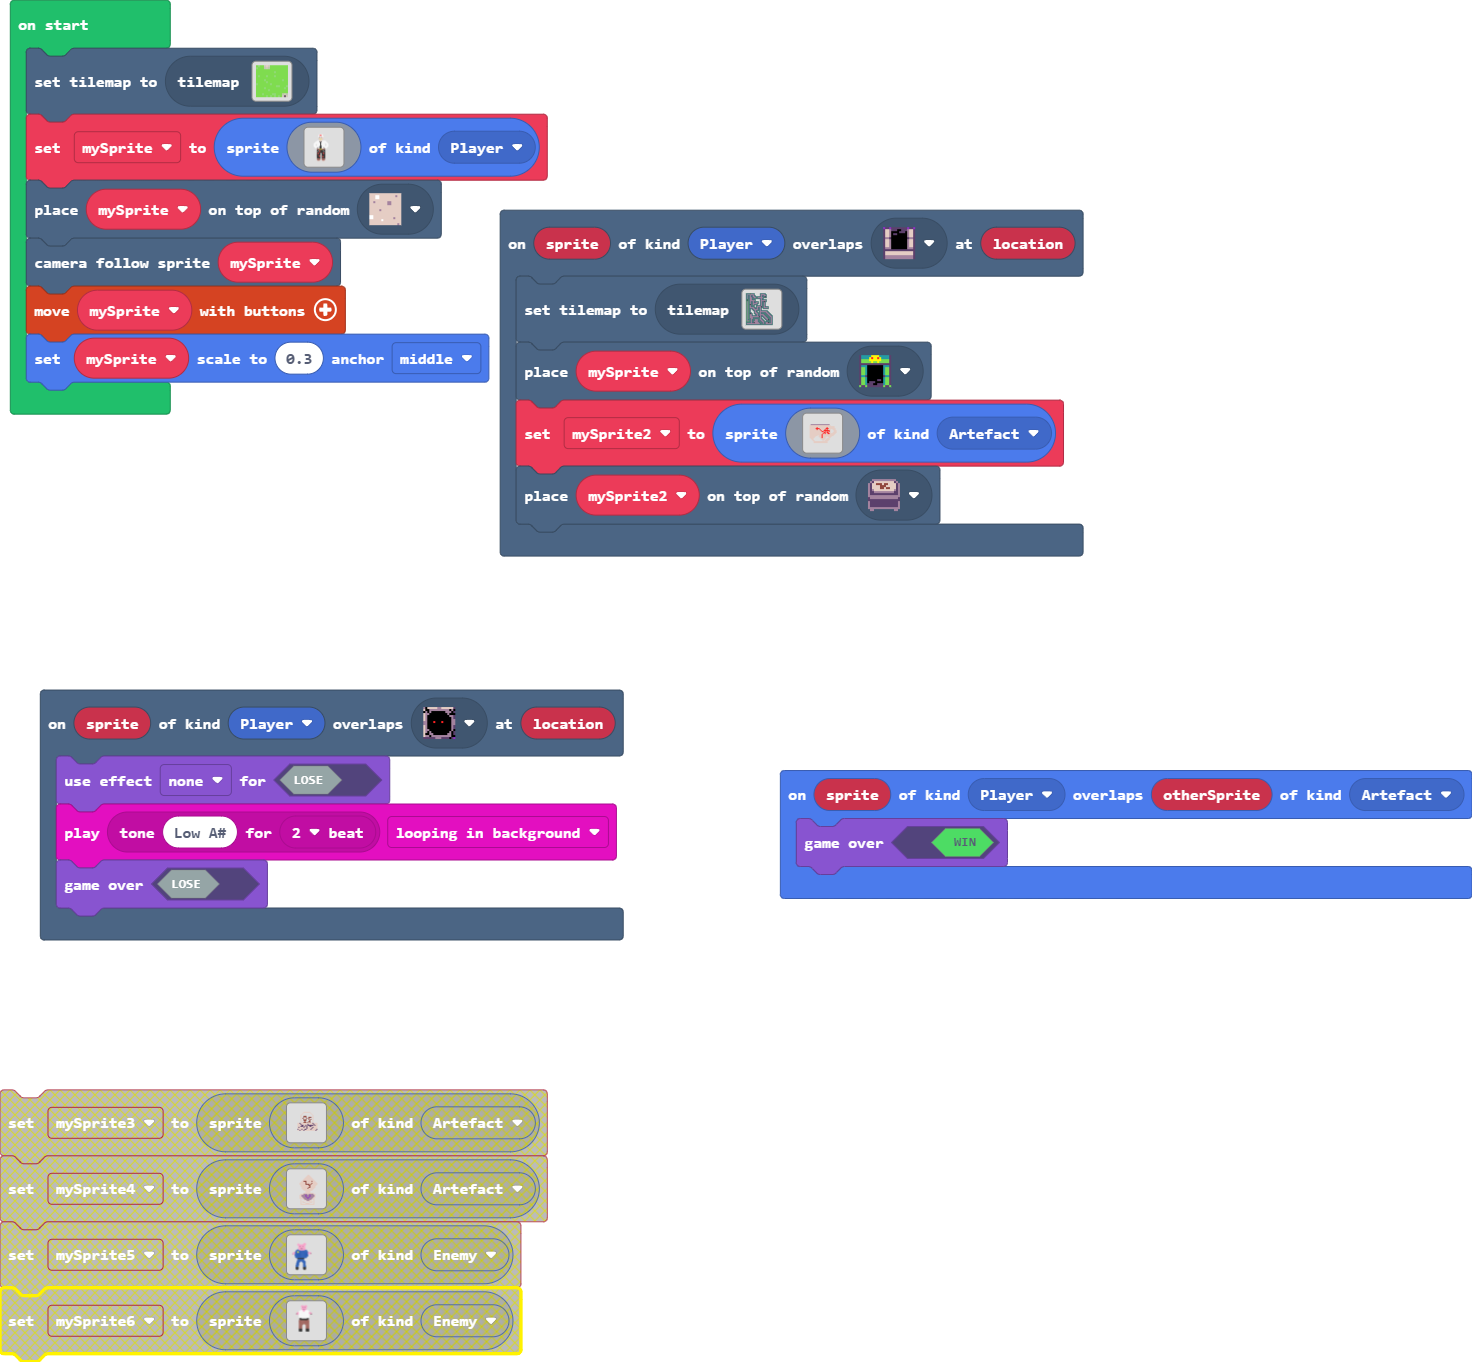 on start
set tilemap to tilemap
set mySprite to sprite of kind Player
place mySprite on top of random
camera follow sprite mySprite
move mySprite with buttons
set mySprite scale to 0.3 anchor middle
on sprite of kind Player overlaps at location
set tilemap to tilemap
place mySprite on top of random
set mySprite2 to sprite of kind Artefact
place mySprite2 on top of random
on sprite of kind Player overlaps at location
use effect none for LOSE
play tone Low A# for 2 beat looping in background
game over LOSE
on sprite of kind Player overlaps otherSprite of kind Artefact
game over WIN
set mySprite3 to sprite of kind Artefact
set mySprite4 to sprite of kind Artefact
set mySprite5 to sprite of kind Enemy
set mySprite6 to sprite of kind Enemy